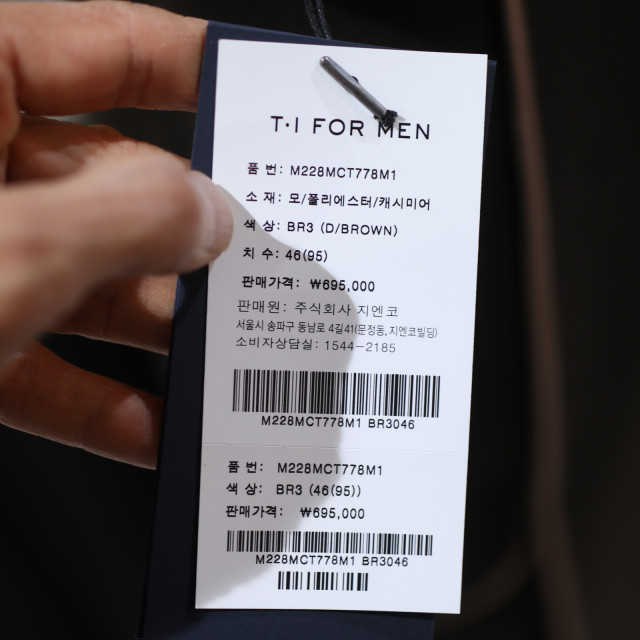 T·I FOR MEN
품 번: M228MCT778M1
소 재: 모/폴리에스터/캐시미어
색 상: BR3 (D/BROWN)
치 수: 46(95)
판매가격: ₩695,000
판매원: 주식회사 지엔코
서울시 송파구 동남로 4길41(문정동, 지엔코빌딩)
소비자상담실: 1544-2185
M228MCT778M1 BR3046
품 번: M228MCT778M1
색 상: BR3 (46(95))
판매가격: ₩695,000
M228MCT778M1 BR3046